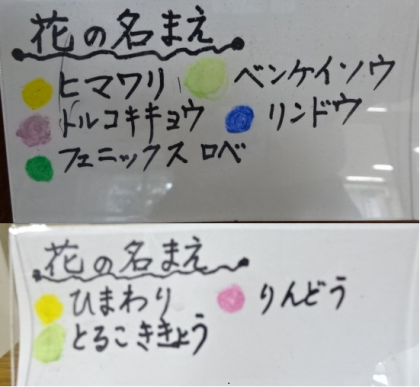 花の名まえ
ヒマワリ ベンケイソウ
トルコキキョウ リンドウ
フェニックス ロベ
花の名まえ
ひまわり りんどう
とるこききょう